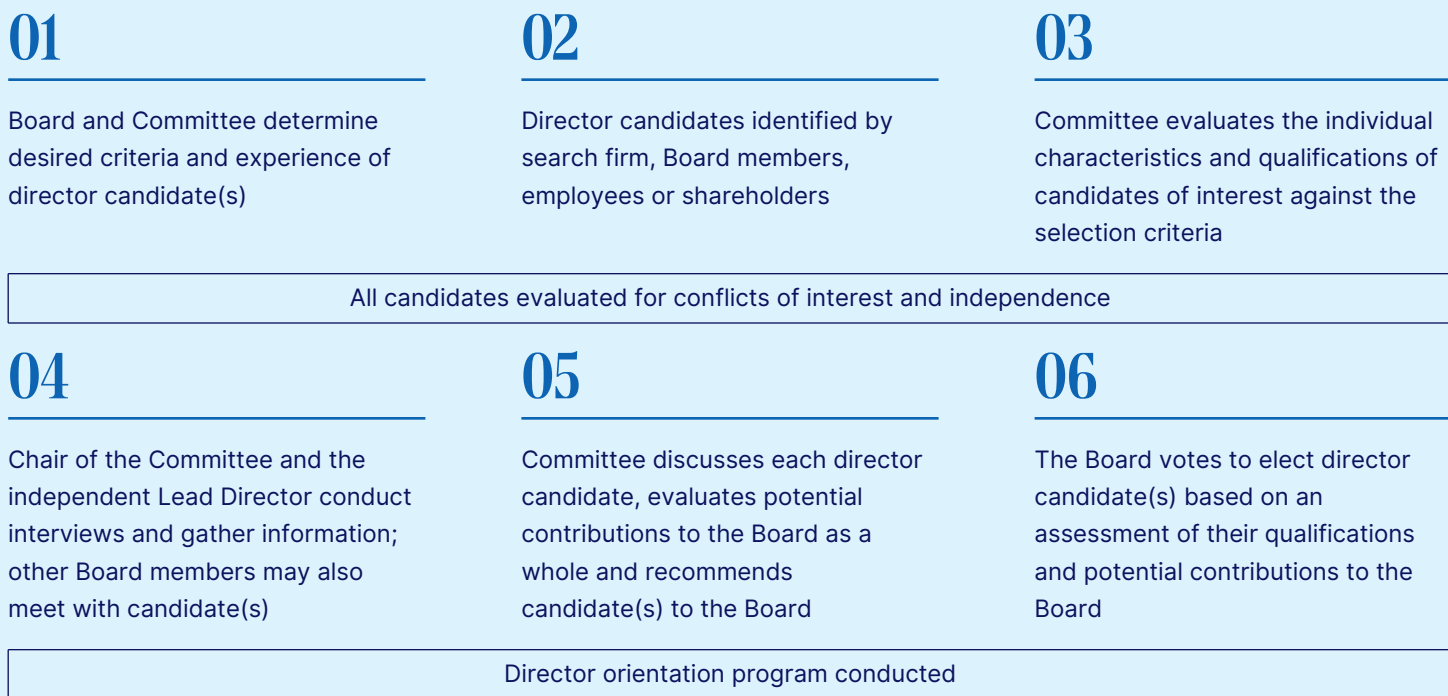 01
Board and Committee determine
desired criteria and experience of
director candidate(s)
02
Director candidates identified by
search firm, Board members,
employees or shareholders
03
Committee evaluates the individual
characteristics and qualifications of
candidates of interest against the
selection criteria
All candidates evaluated for conflicts of interest and independence
04
Chair of the Committee and the
independent Lead Director conduct
interviews and gather information;
other Board members may also
meet with candidate(s)
05
Committee discusses each director
candidate, evaluates potential
contributions to the Board as a
whole and recommends
candidate(s) to the Board
06
The Board votes to elect director
candidate(s) based on an
assessment of their qualifications
and potential contributions to the
Board
Director orientation program conducted